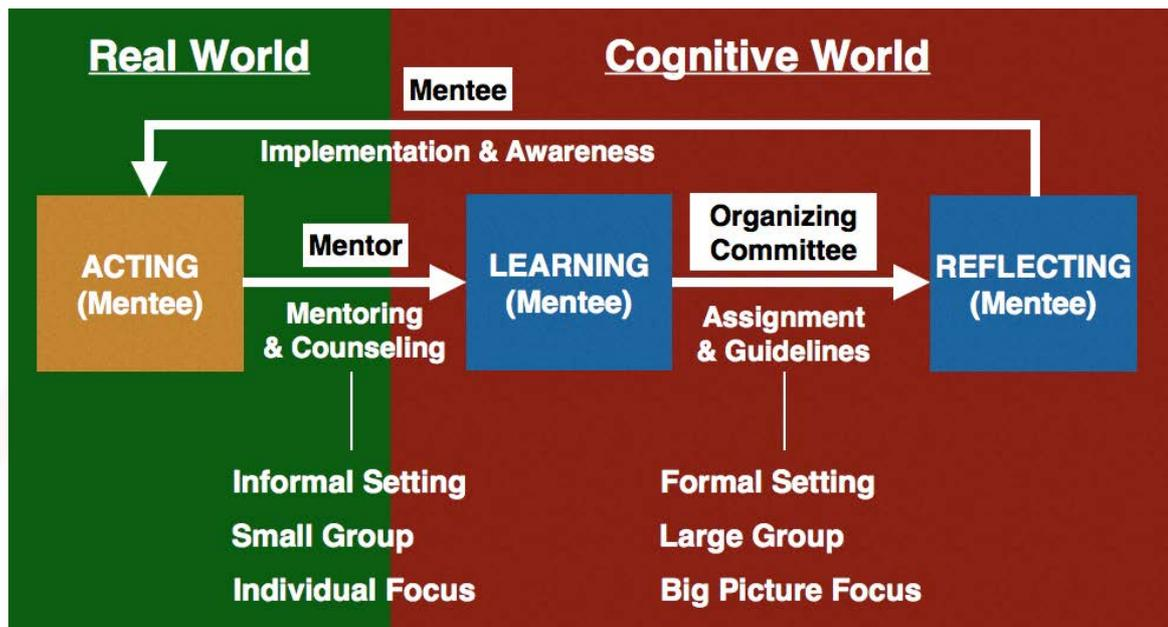 Real World
Cognitive World
Mentee
Implementation & Awareness
ACTING
(Mentee)
Mentor
Mentoring
& Counseling
LEARNING
(Mentee)
Organizing
Committee
Assignment
& Guidelines
REFLECTING
(Mentee)
Informal Setting
Small Group
Individual Focus
Formal Setting
Large Group
Big Picture Focus